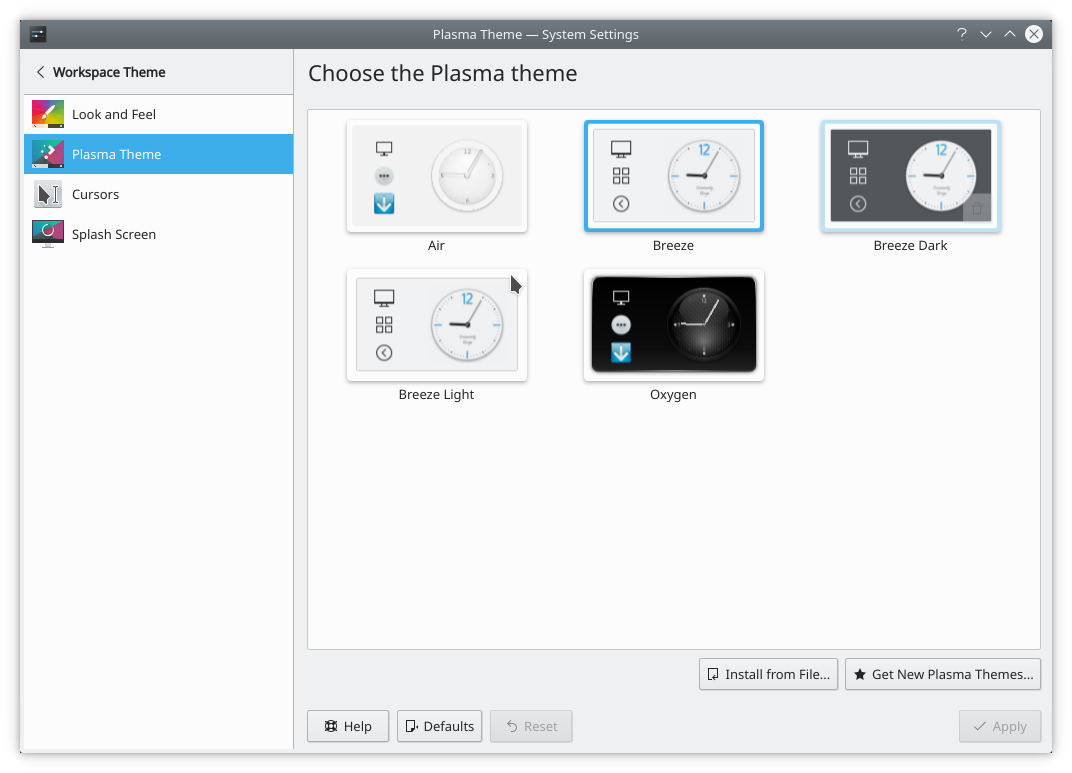 Plasma Theme — System Settings
Workspace Theme
Look and Feel
Plasma Theme
Cursors
Splash Screen
Choose the Plasma theme
12
12
12
12
Air
Breeze
Breeze Dark
12
Breeze Light
Oxygen
Install from File...
Get New Plasma Themes...
Help
Defaults
Reset
Apply